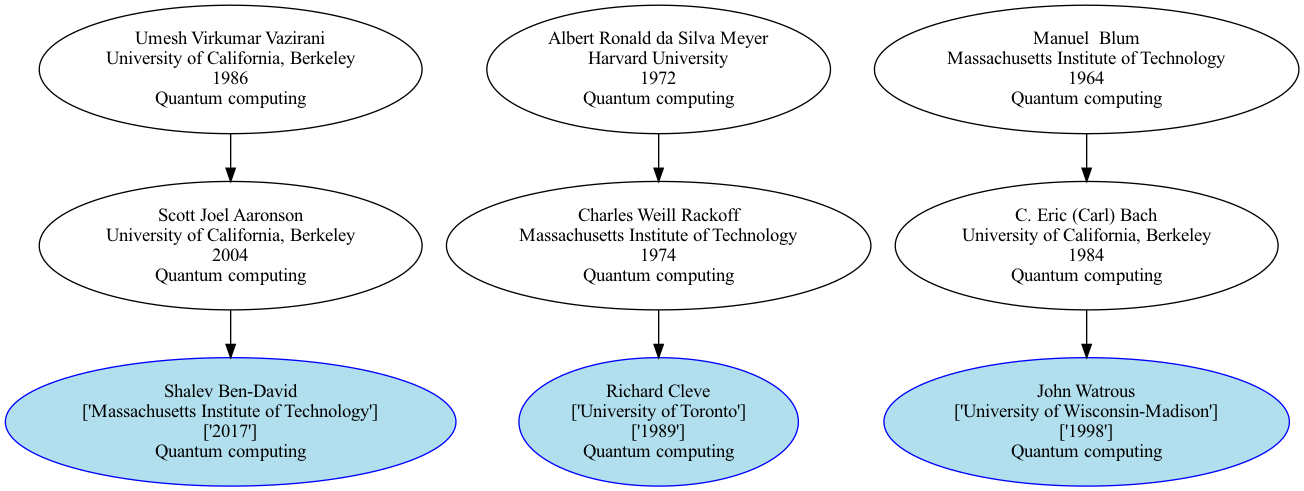 Umesh Virkumar Vazirani
University of California, Berkeley
1986
Quantum computing
Albert Ronald da Silva Meyer
Harvard University
1972
Quantum computing
Manuel  Blum
Massachusetts Institute of Technology
1964
Quantum computing
Scott Joel Aaronson
University of California, Berkeley
2004
Quantum computing
Charles Weill Rackoff
Massachusetts Institute of Technology
1974
Quantum computing
C. Eric (Carl) Bach
University of California, Berkeley
1984
Quantum computing
Shalev Ben-David
['Massachusetts Institute of Technology']
['2017']
Quantum computing
Richard Cleve
['University of Toronto']
['1989']
Quantum computing
John Watrous
['University of Wisconsin-Madison']
['1998']
Quantum computing